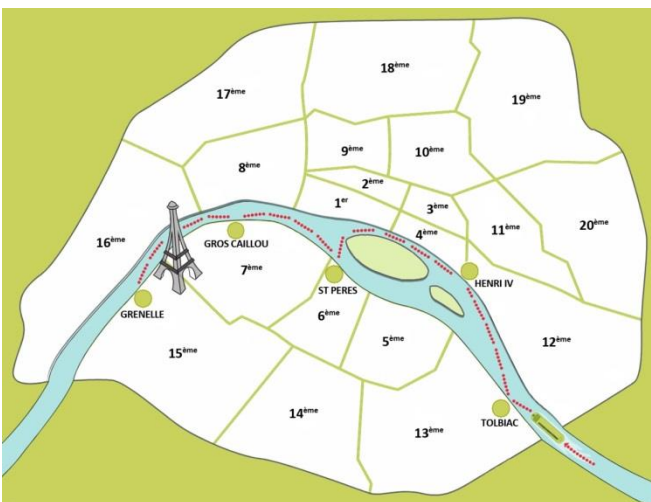 18ème
17ème
19ème
9ème
10ème
8ème
2ème
1er
3ème
11ème
20ème
4ème
16ème
GROS CAILLOU
7ème
HENRI IV
ST PERES
GRENELLE
6ème
15ème
5ème
12ème
14ème
TOLBIAC
13ème